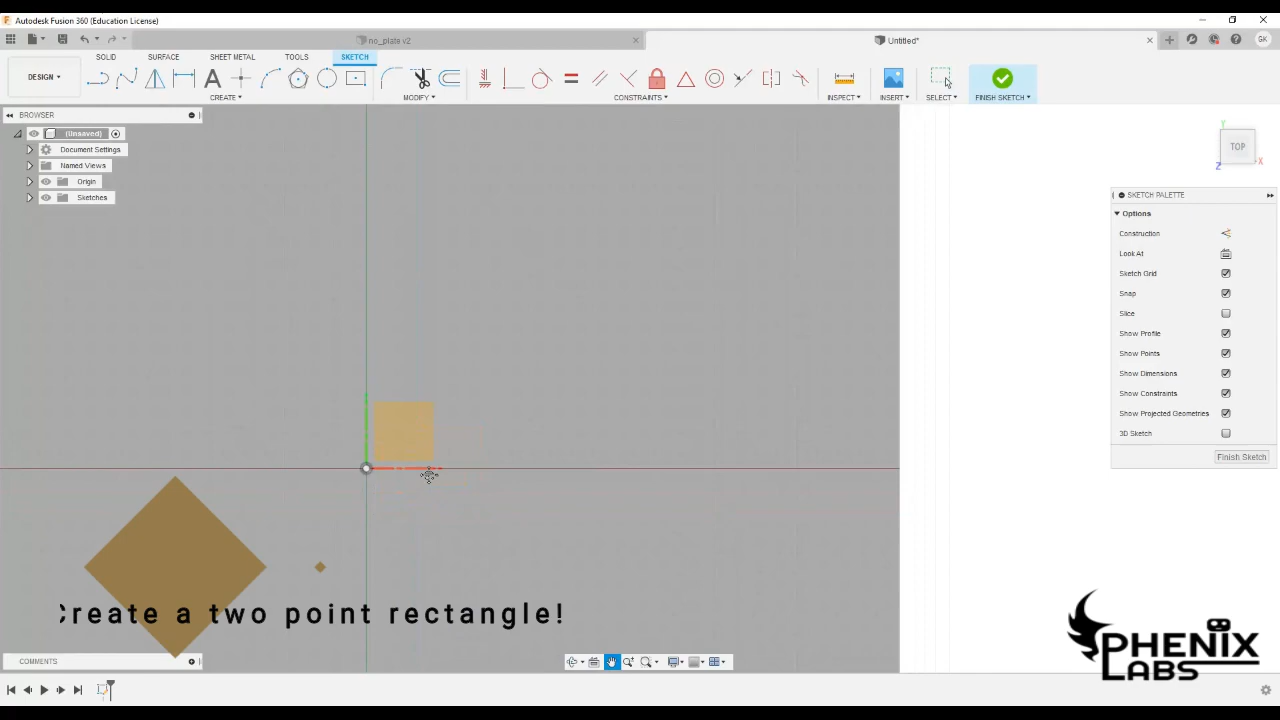 Autodesk Fusion 360 (Education License)
no_plate v2
Untitled*
GK
DESIGN
SOLID
SURFACE
SHEET METAL
TOOLS
SKETCH
CREATE
MODIFY
CONSTRAINTS
INSPECT
INSERT
SELECT
FINISH SKETCH
BROWSER
(Unsaved)
Document Settings
Named Views
Origin
Sketches
Y
TOP
X
Z
SKETCH PALETTE
Options
Construction
Look At
Sketch Grid
Snap
Slice
Show Profile
Show Points
Show Dimensions
Show Constraints
Show Projected Geometries
3D Sketch
Finish Sketch
Create a two point rectangle!
PHENIX
LABS
COMMENTS